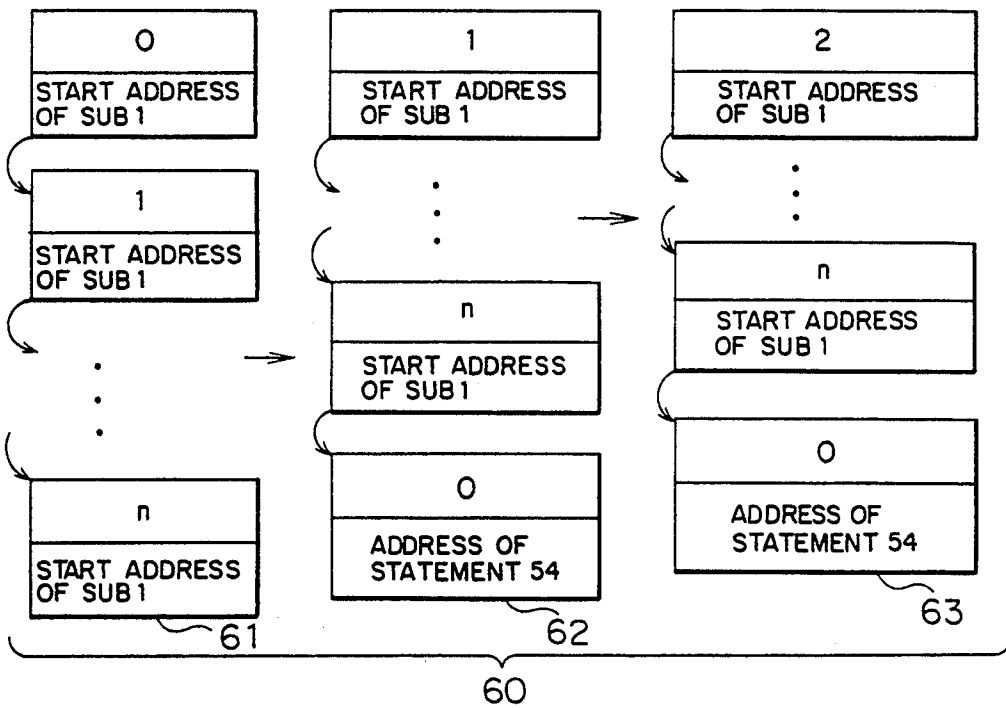 0
START ADDRESS
OF SUB 1
1
START ADDRESS
OF SUB 1
n
START ADDRESS
OF SUB 1
61
1
START ADDRESS
OF SUB 1
n
START ADDRESS
OF SUB 1
0
ADDRESS OF
STATEMENT 54
62
2
START ADDRESS
OF SUB 1
n
START ADDRESS
OF SUB 1
0
ADDRESS OF
STATEMENT 54
63
60